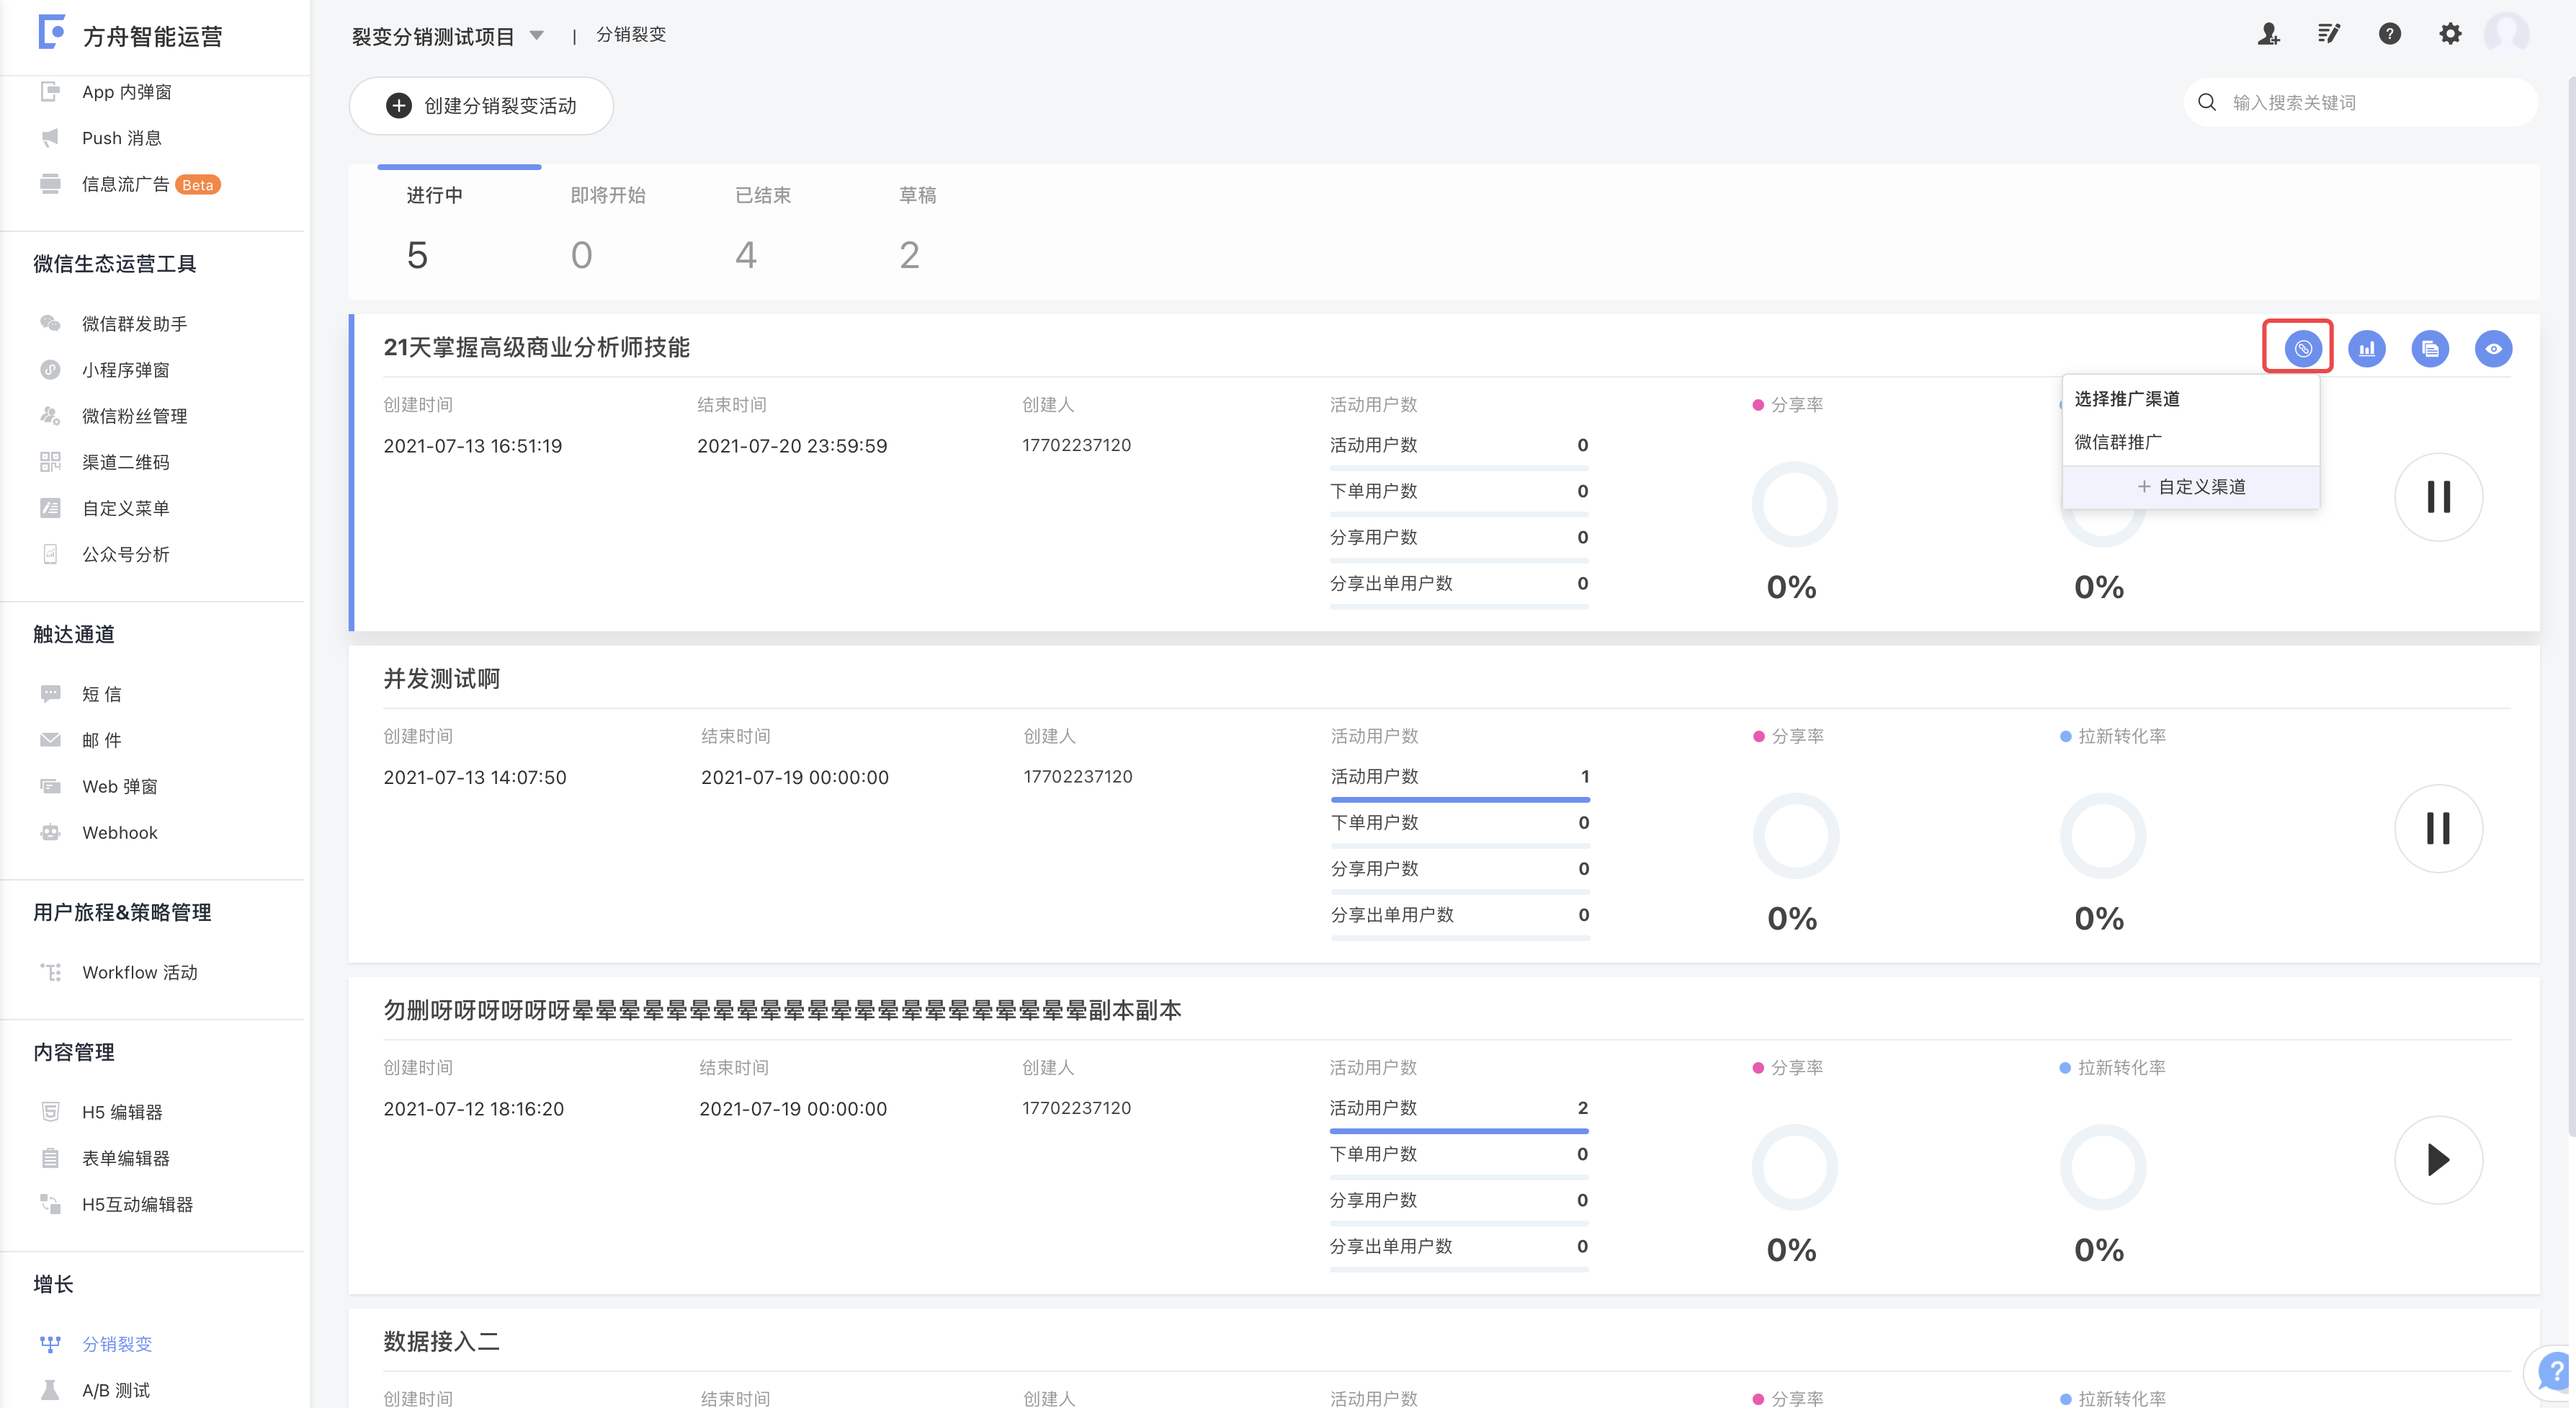 方舟智能运营
App 内弹窗
Push 消息
信息流广告 Beta
微信生态运营工具
微信群发助手
小程序弹窗
微信粉丝管理
渠道二维码
自定义菜单
公众号分析
触达通道
短 信
邮 件
Web 弹窗
Webhook
用户旅程&策略管理
Workflow 活动
内容管理
H5 编辑器
表单编辑器
H5互动编辑器
增长
分销裂变
A/B 测试
裂变分销测试项目 | 分销裂变
创建分销裂变活动
输入搜索关键词
进行中 即将开始 已结束 草稿
5 0 4 2
21天掌握高级商业分析师技能
创建时间 结束时间 创建人 活动用户数 分享率
2021-07-13 16:51:19 2021-07-20 23:59:59 17702237120
活动用户数 0
下单用户数 0
分享用户数 0
分享出单用户数 0
0% 0%
选择推广渠道
微信群推广
+ 自定义渠道
并发测试啊
创建时间 结束时间 创建人 活动用户数 分享率 拉新转化率
2021-07-13 14:07:50 2021-07-19 00:00:00 17702237120
活动用户数 1
下单用户数 0
分享用户数 0
分享出单用户数 0
0% 0%
勿删呀呀呀呀呀呀晕晕晕晕晕晕晕晕晕晕晕晕晕晕晕晕晕晕晕晕晕晕副本副本
创建时间 结束时间 创建人 活动用户数 分享率 拉新转化率
2021-07-12 18:16:20 2021-07-19 00:00:00 17702237120
活动用户数 2
下单用户数 0
分享用户数 0
分享出单用户数 0
0% 0%
数据接入二
创建时间 结束时间 创建人 活动用户数 分享率 拉新转化率